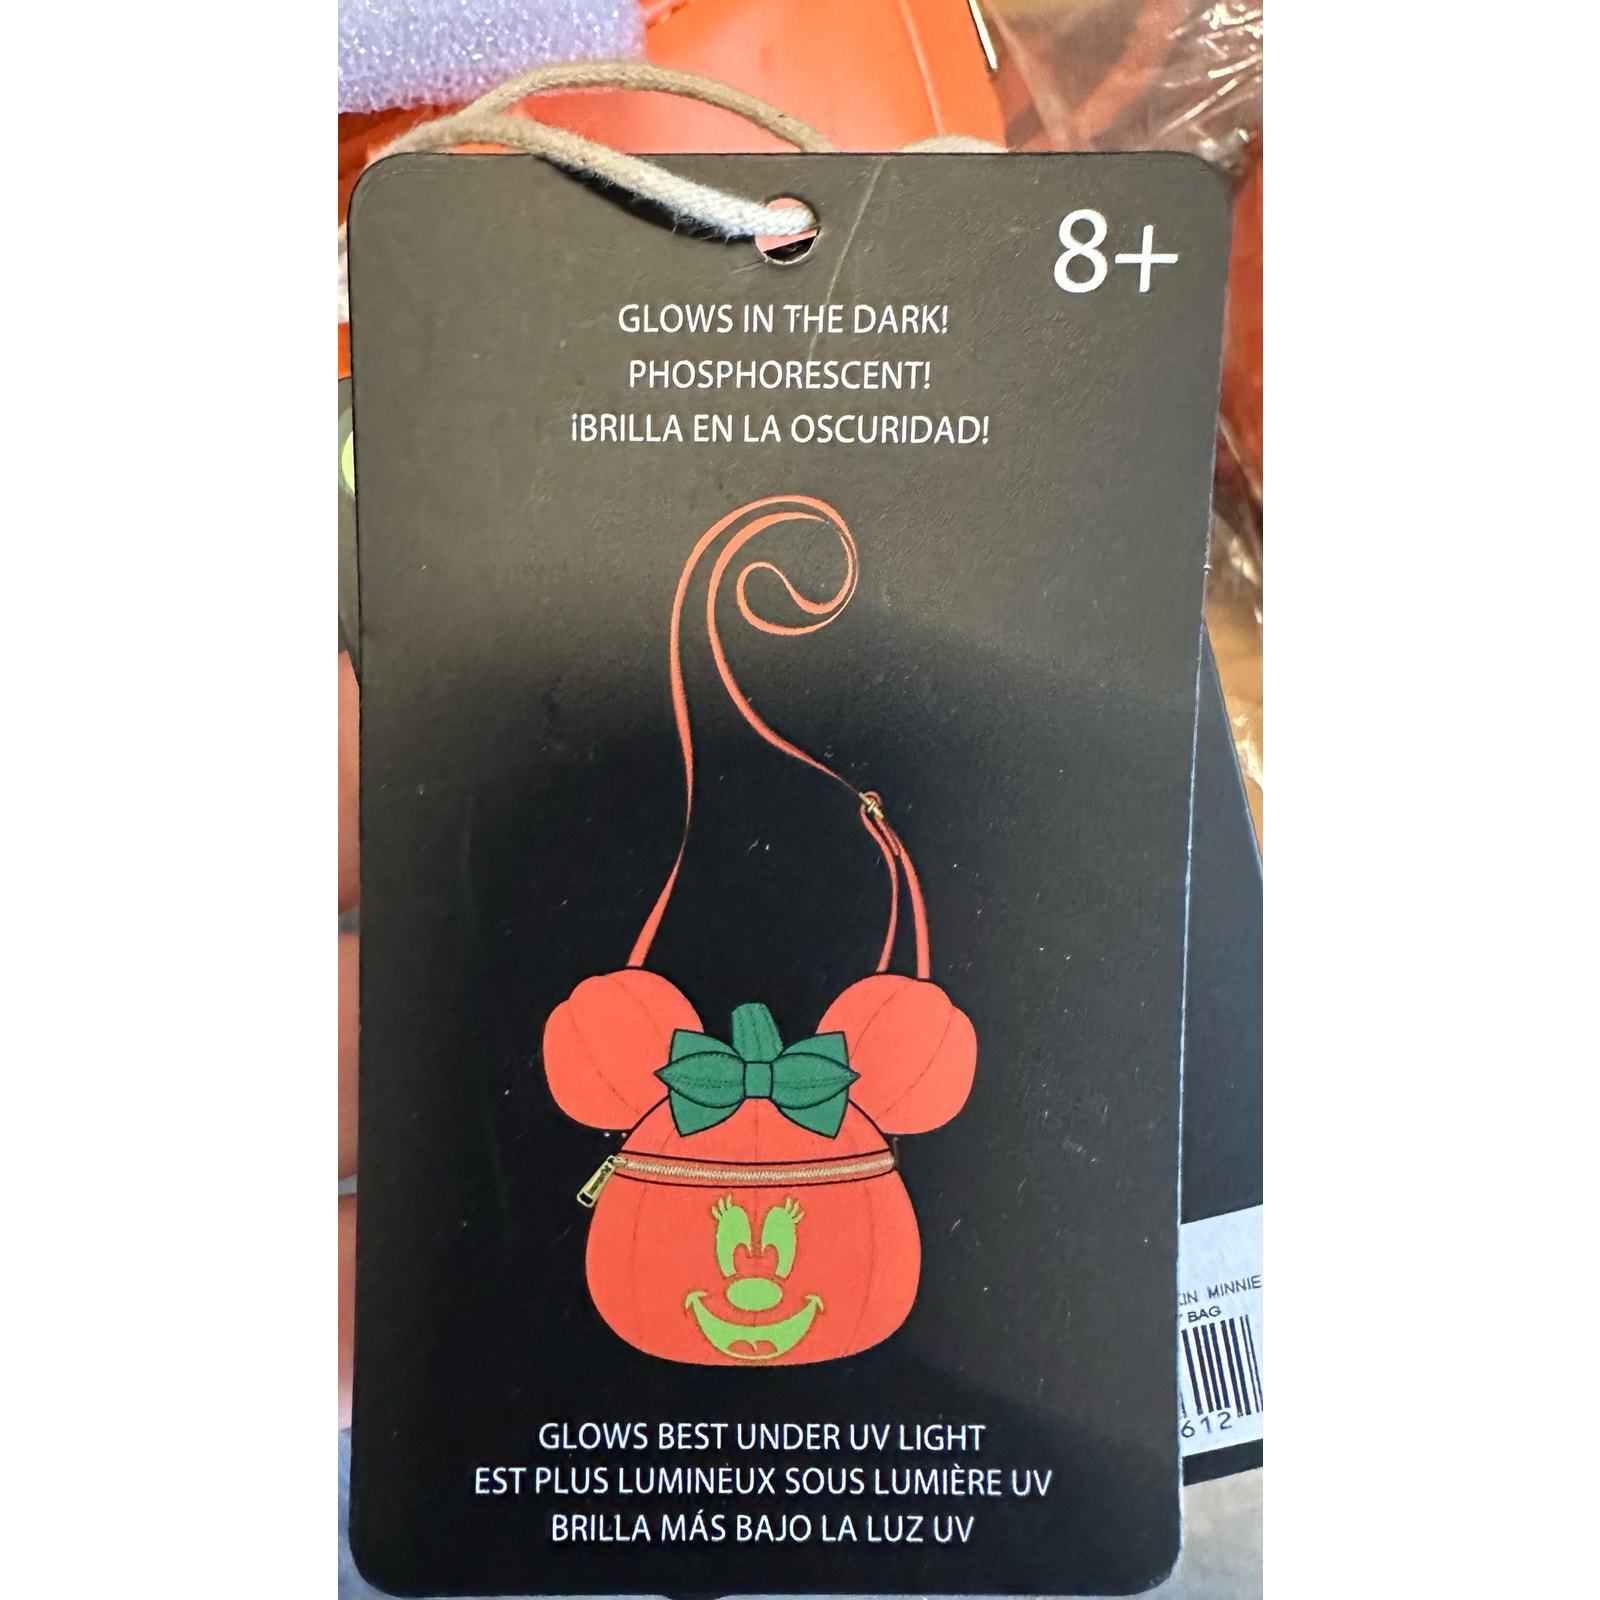 8+
GLOWS IN THE DARK!
PHOSPHORESCENT!
¡BRILLA EN LA OSCURIDAD!
MINNIE
BAG
612
GLOWS BEST UNDER UV LIGHT
EST PLUS LUMINEUX SOUS LUMIÈRE UV
BRILLA MÁS BAJO LA LUZ UV